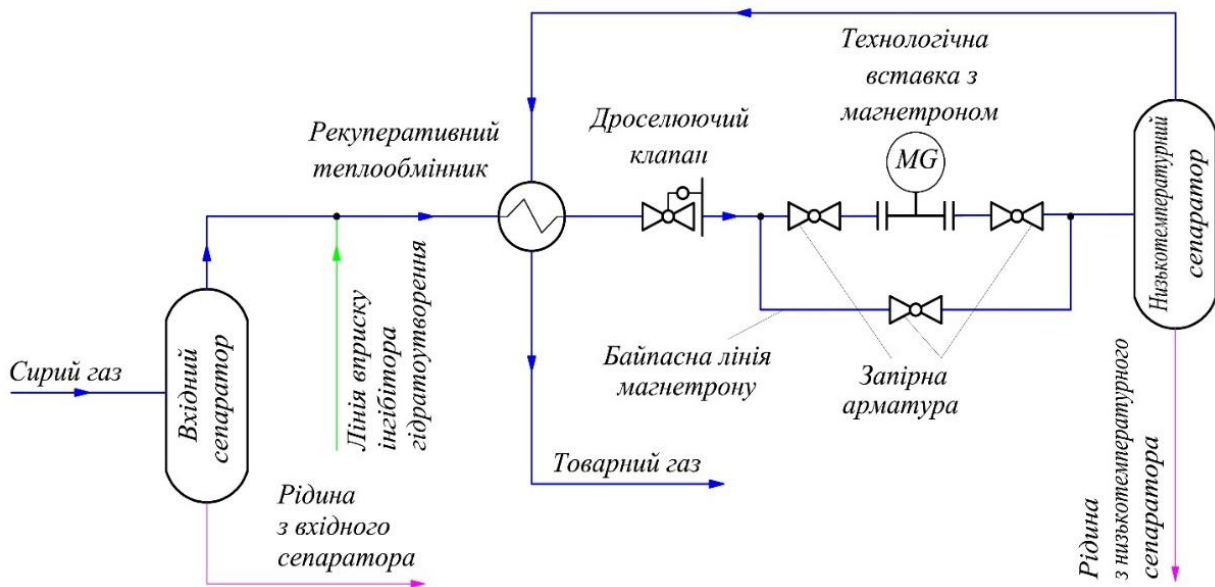 Технологічна
вставка з
магнетроном
Дроселюючий
клапан
Рекуперативний
теплообмінник
MG
Низькотемпературний
сепаратор
Сирий газ
Вхідний
сепаратор
Лінія вприску
інгібітора
гідратоутворення
Байпасна лінія
магнетрону
Запірна
арматура
Товарний газ
Рідина
з вхідного
сепаратора
Рідина
з низькотемпературного
сепаратора